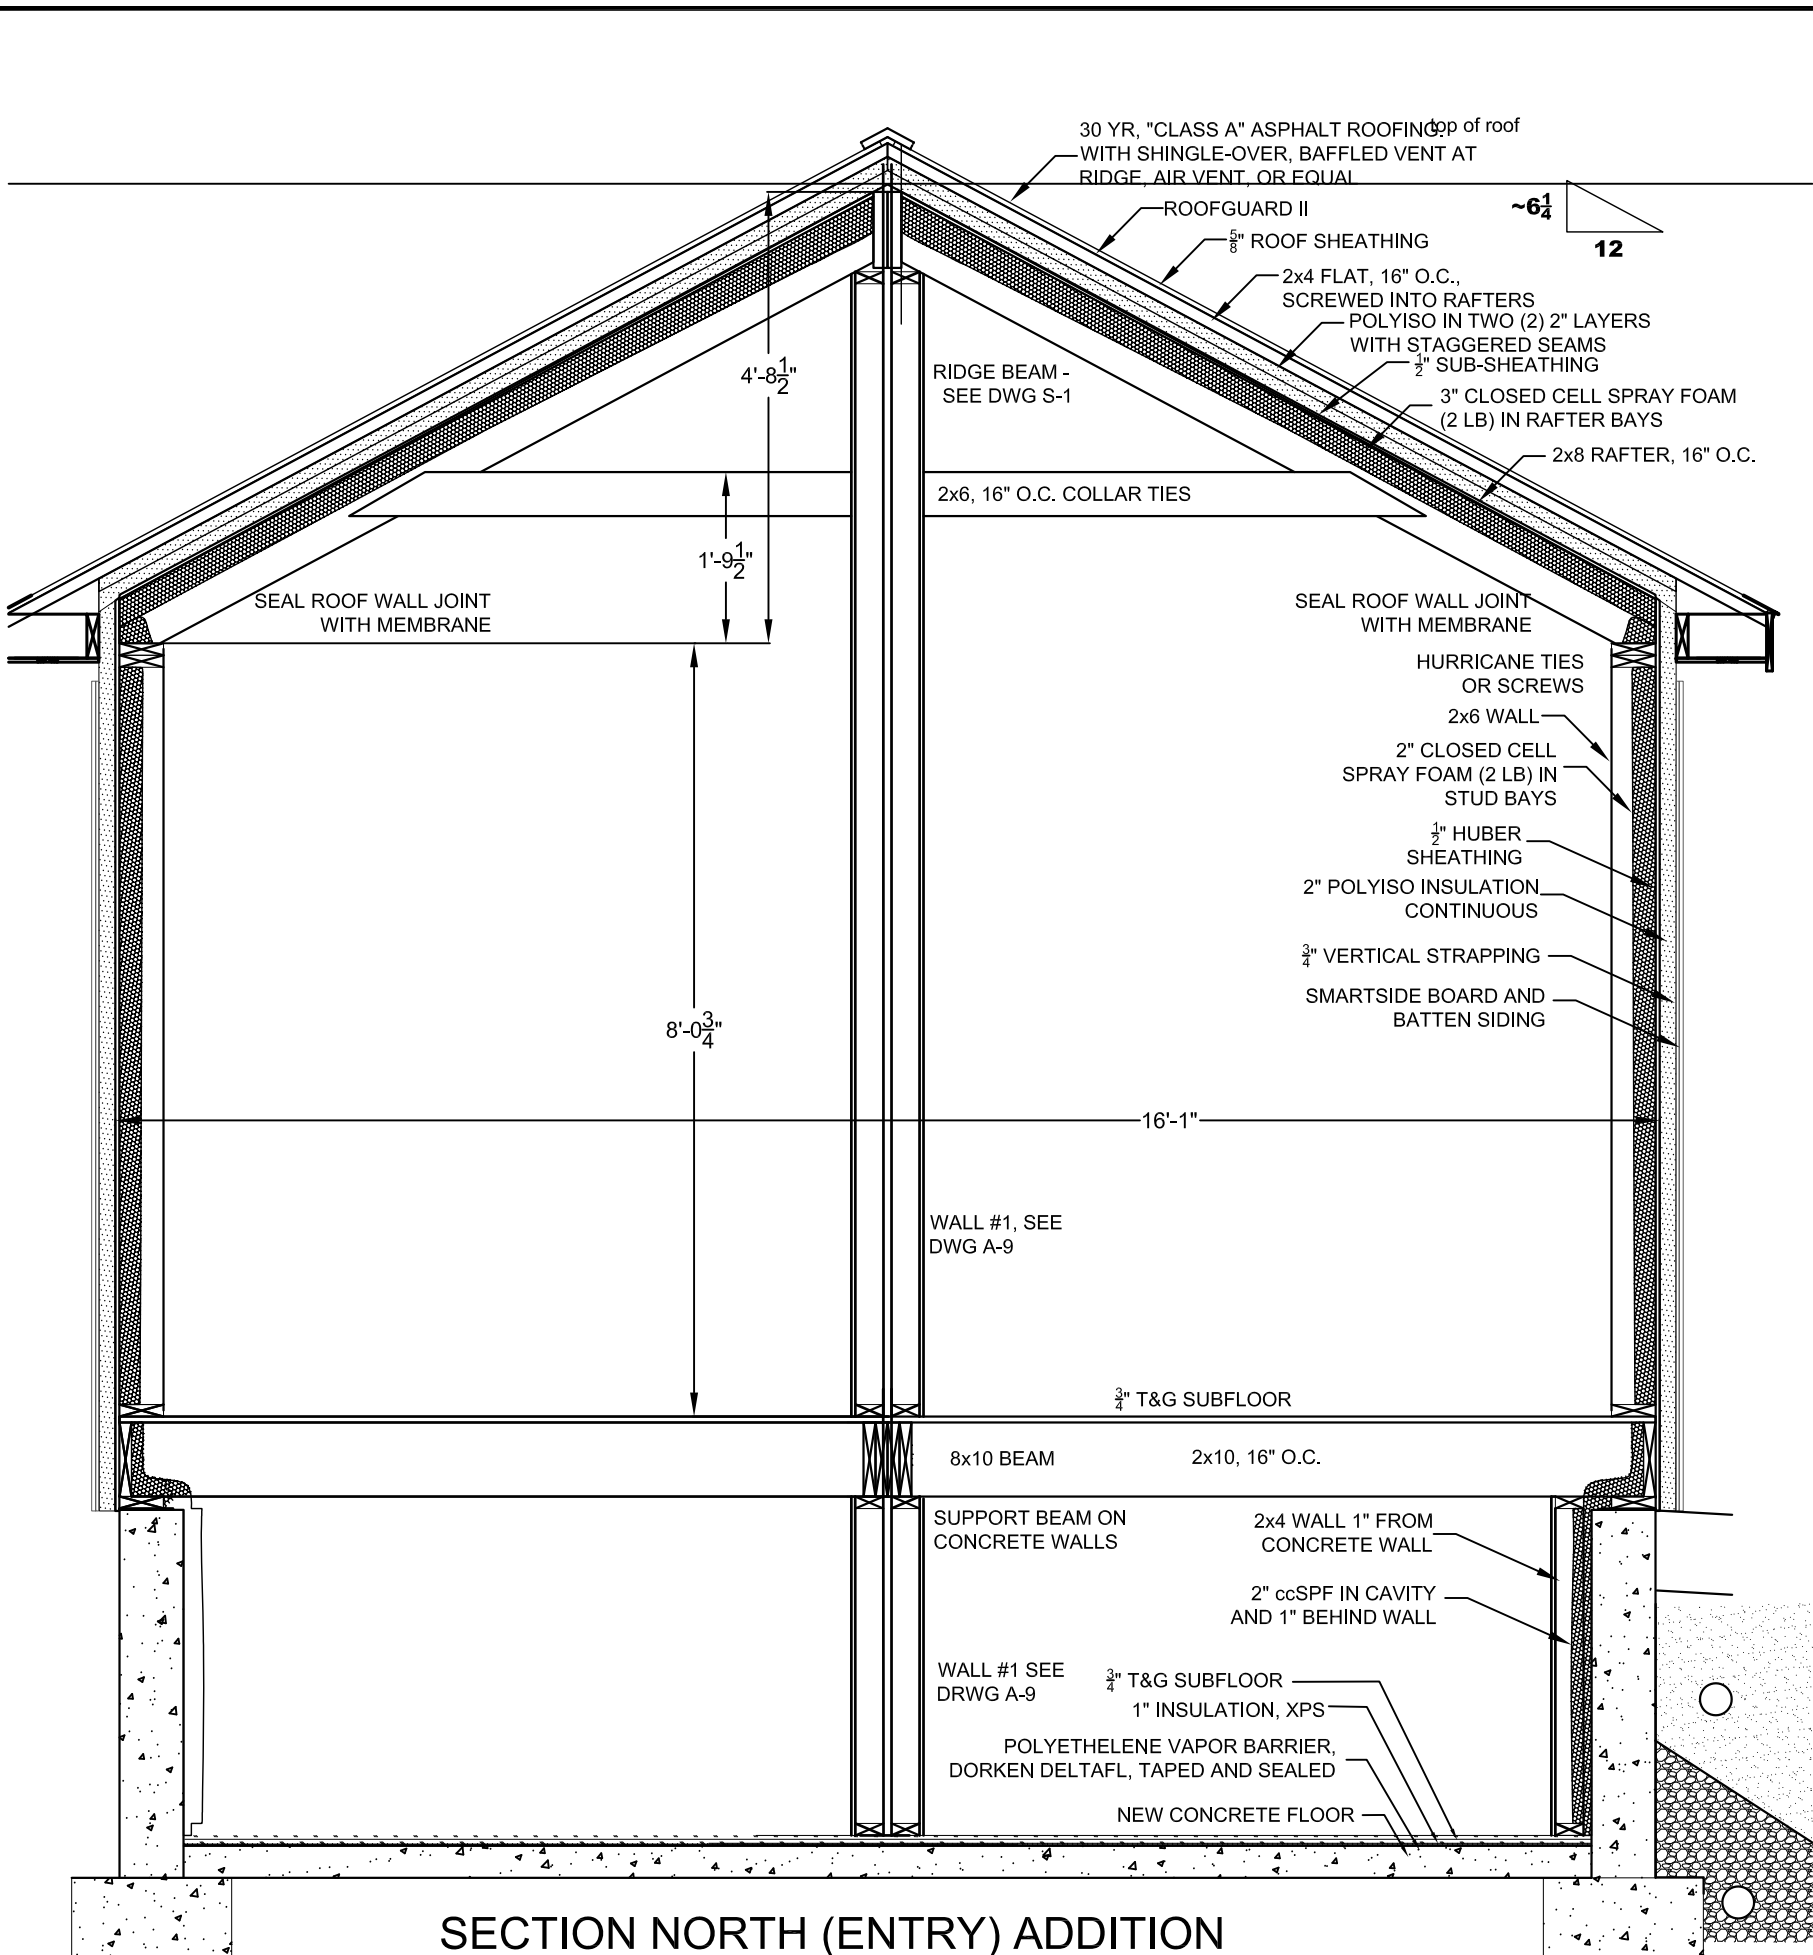 30 YR, "CLASS A" ASPHALT ROOFING.
top of roof
WITH SHINGLE-OVER, BAFFLED VENT AT
RIDGE, AIR VENT, OR EQUAL
~6 1/4
12
ROOFGUARD II
5/8" ROOF SHEATHING
2x4 FLAT, 16" O.C.,
SCREWED INTO RAFTERS
POLYISO IN TWO (2) 2" LAYERS
WITH STAGGERED SEAMS
1/2" SUB-SHEATHING
3" CLOSED CELL SPRAY FOAM
(2 LB) IN RAFTER BAYS
2x8 RAFTER, 16" O.C.
4'-8 1/2"
RIDGE BEAM -
SEE DWG S-1
2x6, 16" O.C. COLLAR TIES
1'-9 1/2"
SEAL ROOF WALL JOINT
WITH MEMBRANE
SEAL ROOF WALL JOINT
WITH MEMBRANE
HURRICANE TIES
OR SCREWS
2x6 WALL
2" CLOSED CELL
SPRAY FOAM (2 LB) IN
STUD BAYS
1/2" HUBER
SHEATHING
2" POLYISO INSULATION
CONTINUOUS
3/4" VERTICAL STRAPPING
SMARTSIDE BOARD AND
BATTEN SIDING
8'-0 3/4"
16'-1"
WALL #1, SEE
DWG A-9
3/4" T&G SUBFLOOR
8x10 BEAM
2x10, 16" O.C.
SUPPORT BEAM ON
CONCRETE WALLS
2x4 WALL 1" FROM
CONCRETE WALL
2" ccSPF IN CAVITY
AND 1" BEHIND WALL
WALL #1 SEE
DRWG A-9
3/4" T&G SUBFLOOR
1" INSULATION, XPS
POLYETHELENE VAPOR BARRIER,
DORKEN DELTAFL, TAPED AND SEALED
NEW CONCRETE FLOOR
SECTION NORTH (ENTRY) ADDITION